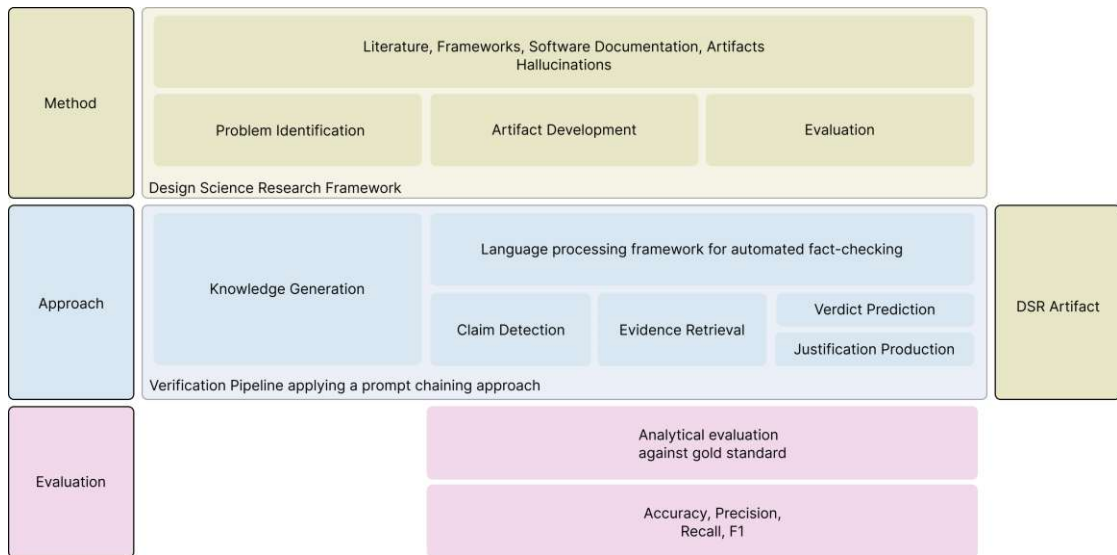 Method
Literature, Frameworks, Software Documentation, Artifacts
Hallucinations
Problem Identification
Artifact Development
Evaluation
Design Science Research Framework
Approach
Knowledge Generation
Language processing framework for automated fact-checking
Claim Detection
Evidence Retrieval
Verdict Prediction
Justification Production
Verification Pipeline applying a prompt chaining approach
DSR Artifact
Evaluation
Analytical evaluation
against gold standard
Accuracy, Precision,
Recall, F1